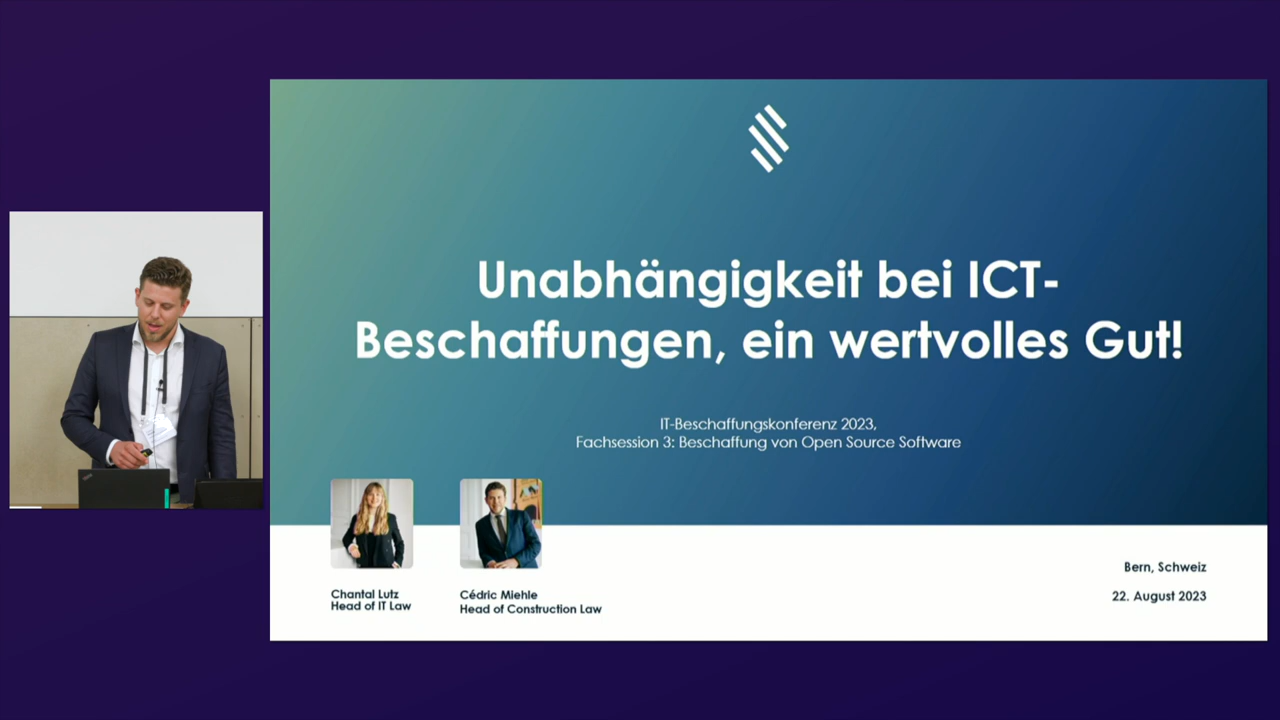 Unabhängigkeit bei ICT-
Beschaffungen, ein wertvolles Gut!
IT-Beschaffungskonferenz 2023,
Fachsession 3: Beschaffung von Open Source Software
Chantal Lutz
Head of IT Law
Cédric Miehle
Head of Construction Law
Bern, Schweiz
22. August 2023